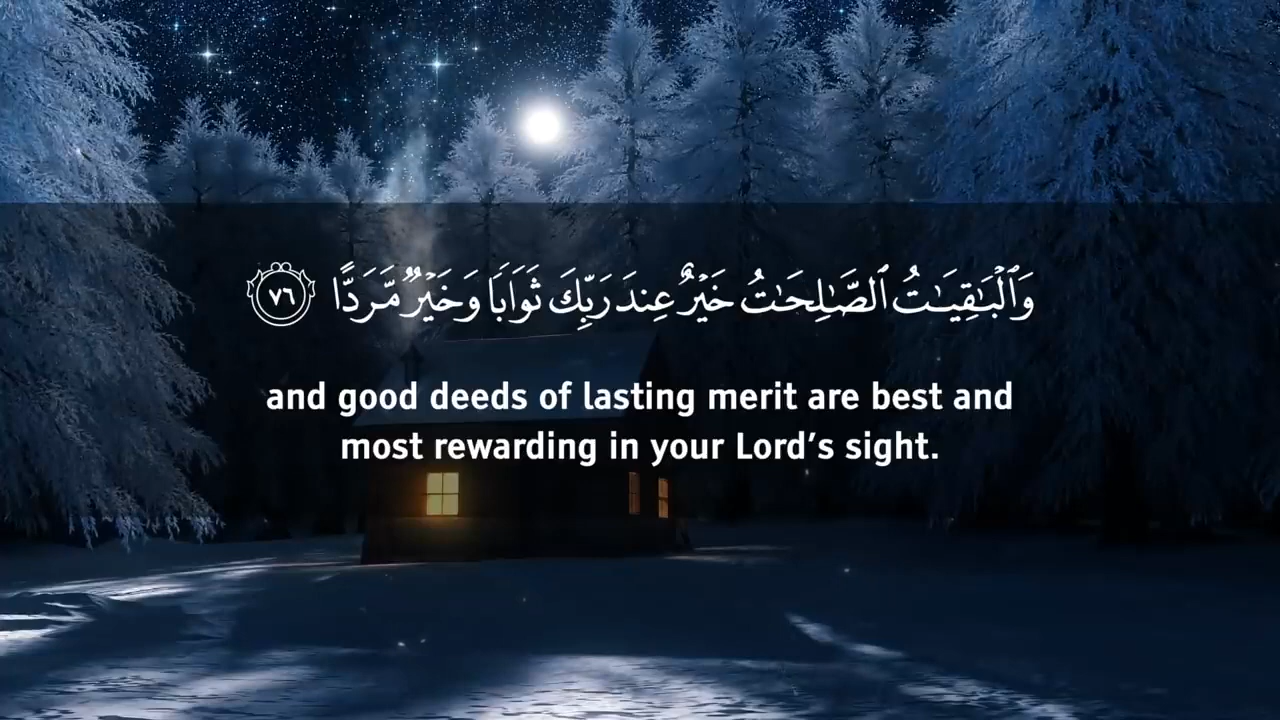 وَٱلْبَـٰقِيَـٰتُ ٱلصَّـٰلِحَـٰتُ خَيْرٌ عِندَ رَبِّكَ ثَوَابًا وَخَيْرٌ مَّرَدًّا ٧٦
and good deeds of lasting merit are best and
most rewarding in your Lord’s sight.